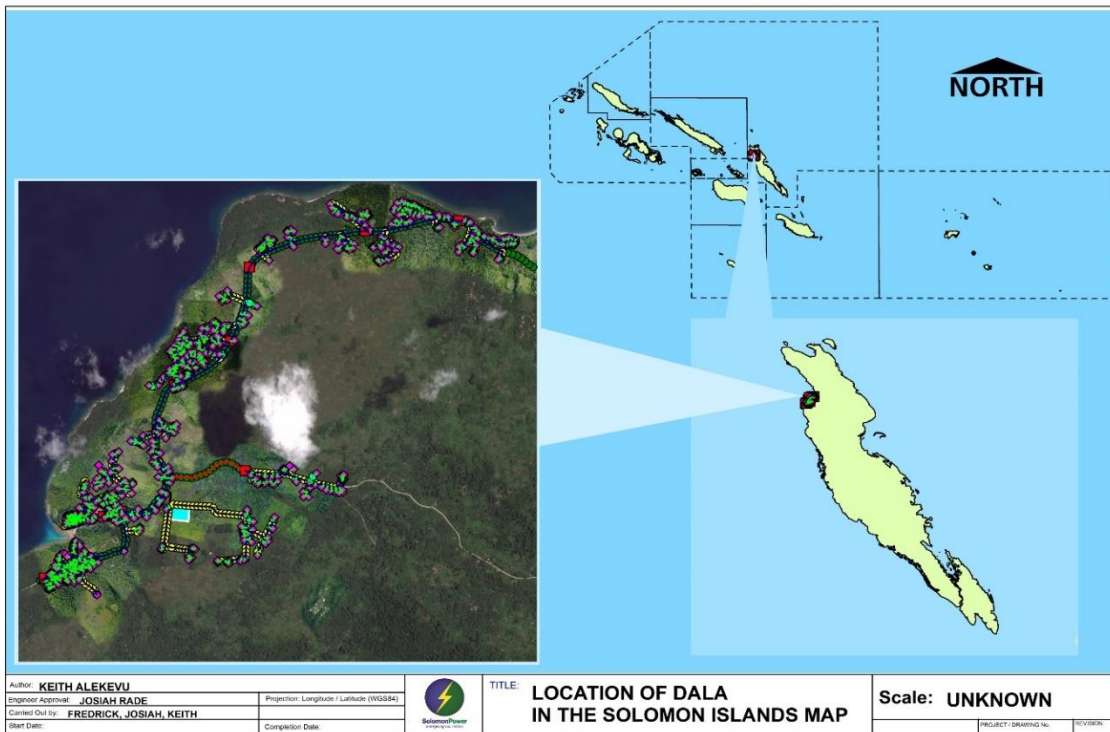 NORTH
Author: KEITH ALEKEVU
Engineer Approval: JOSIAH RADE
Projection: Longitude / Latitude (WGS84)
Carried Out by: FREDRICK, JOSIAH, KEITH
Start Date:
Completion Date:
SolomonPower
TITLE: LOCATION OF DALA
IN THE SOLOMON ISLANDS MAP
Scale: UNKNOWN
PROJECT / DRAWING No.
REVISION: